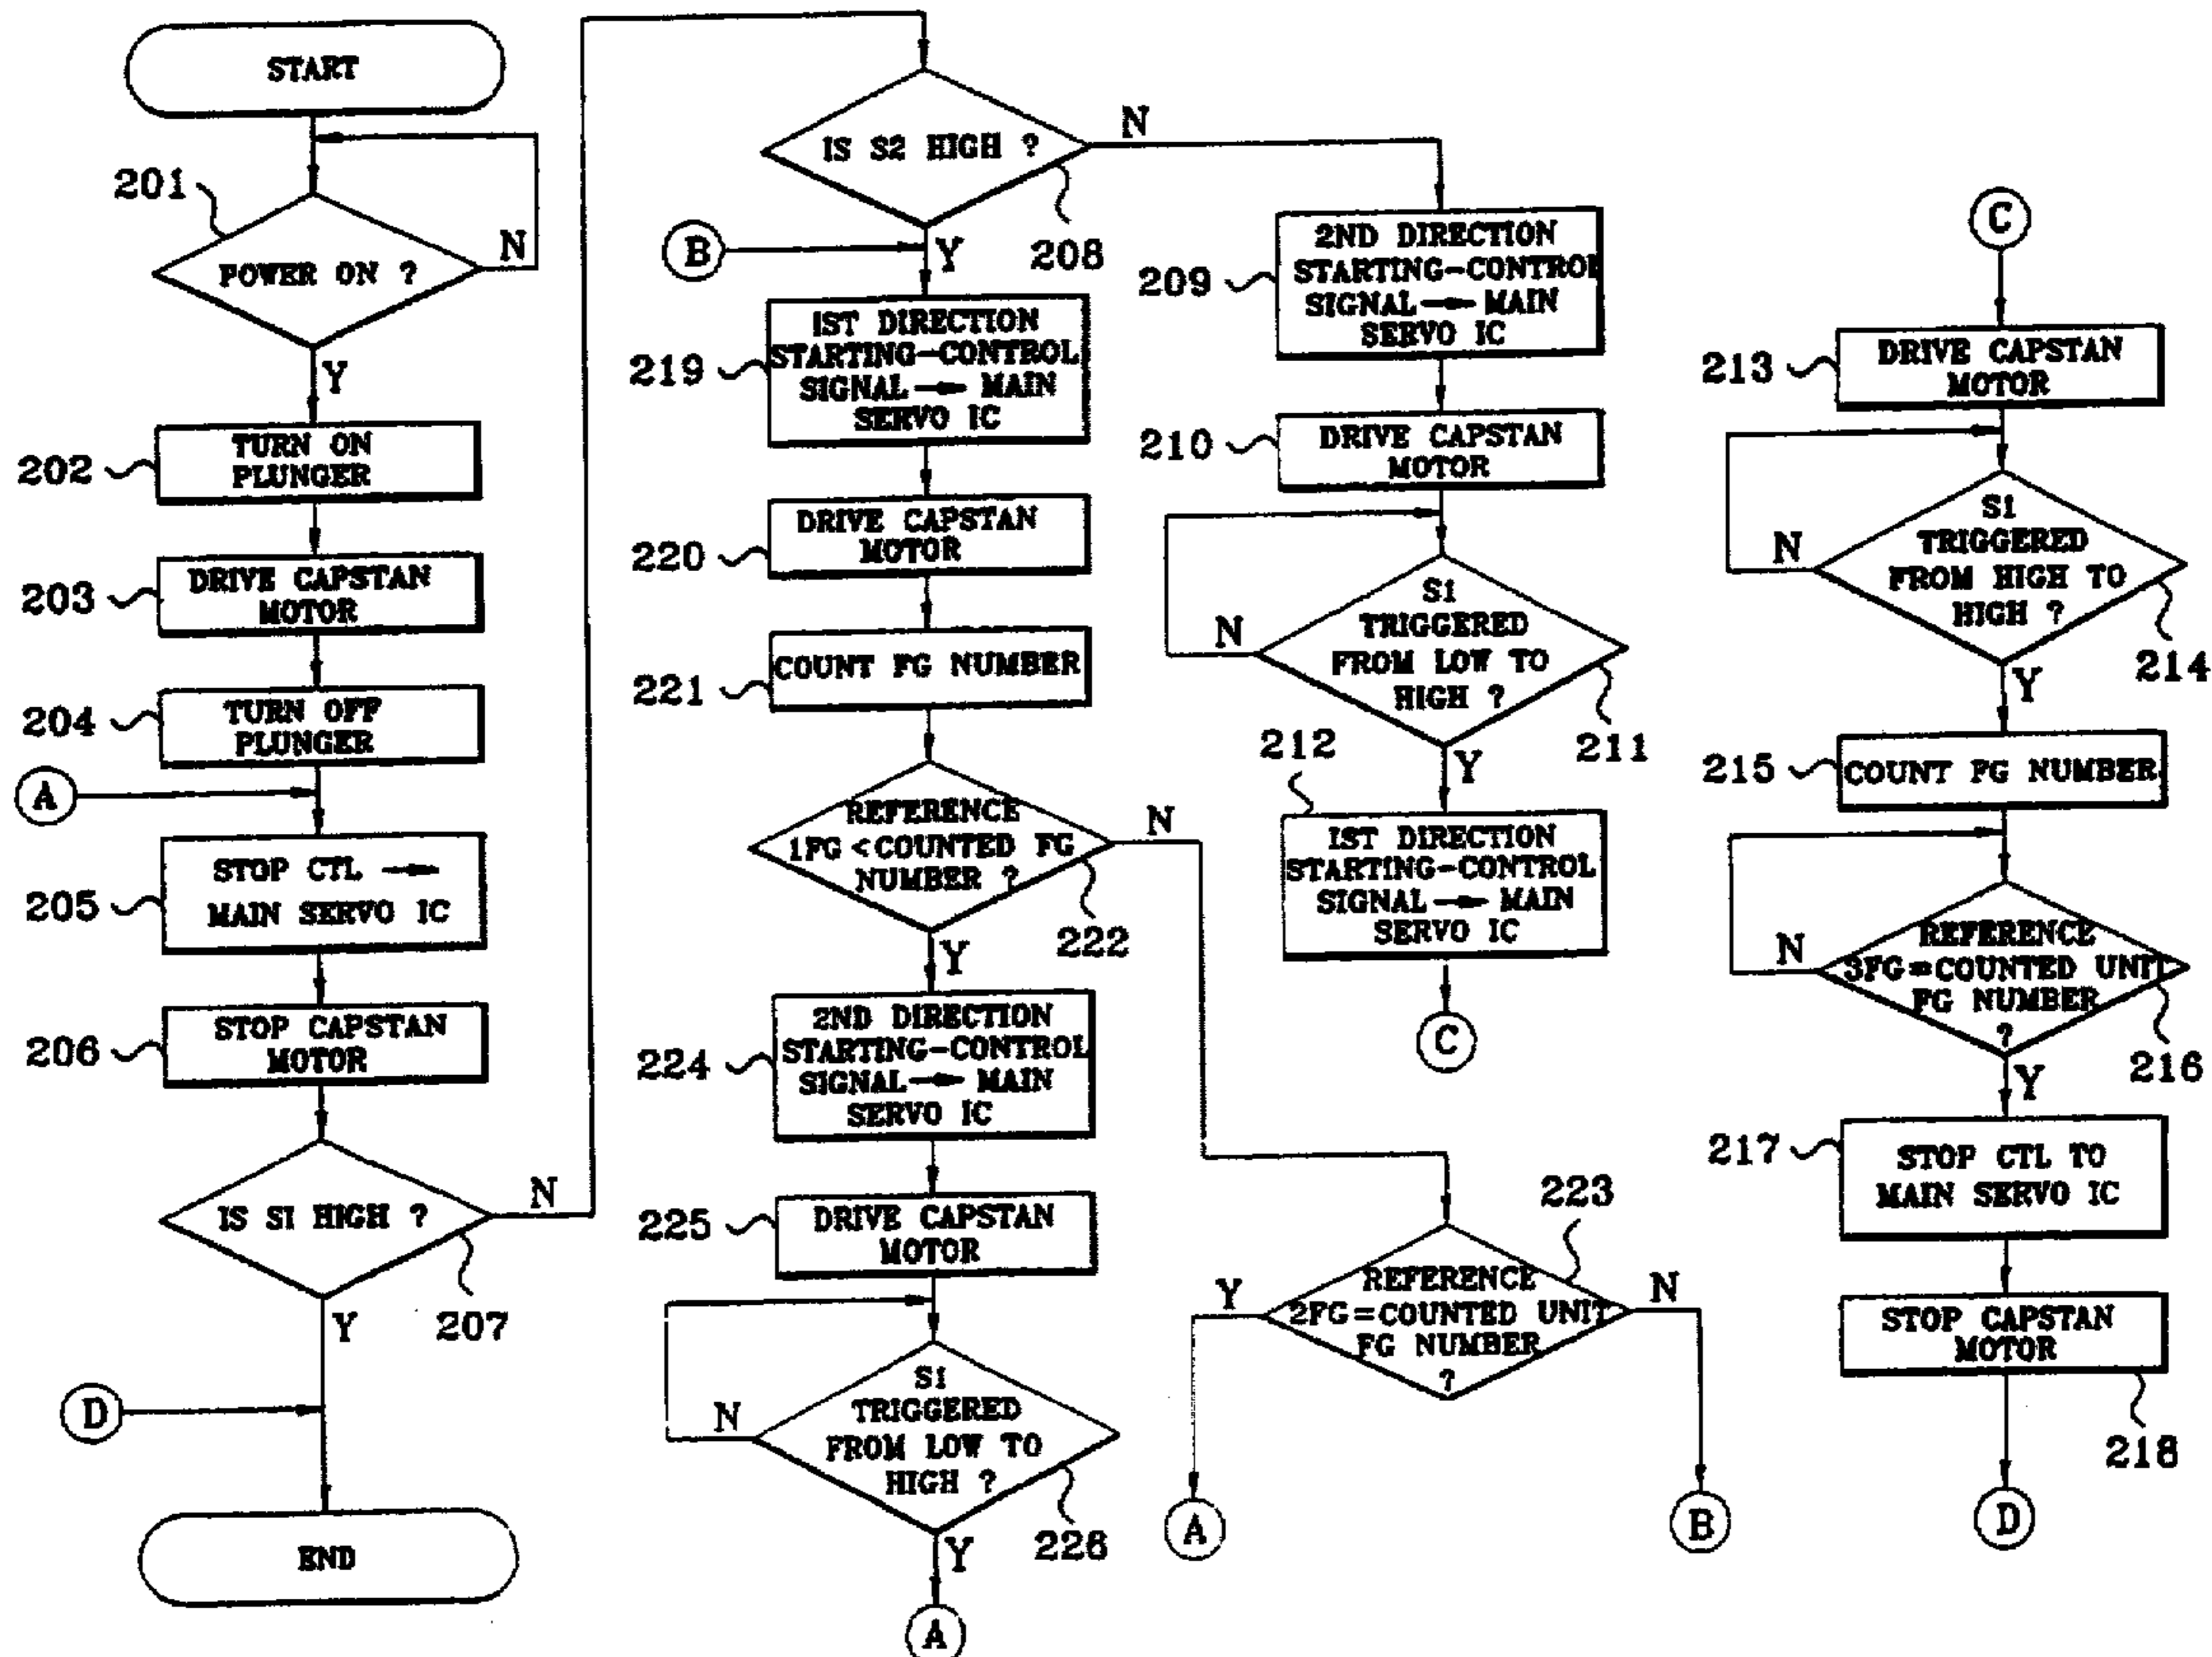 START
201
POWER ON ?
N
Y
202
TURN ON
PLUNGER
203
DRIVE CAPSTAN
MOTOR
204
TURN OFF
PLUNGER
A
205
STOP CTL →
MAIN SERVO IC
206
STOP CAPSTAN
MOTOR
IS S1 HIGH ?
N
Y
207
D
END
IS S2 HIGH ?
N
208
B
Y
219
1ST DIRECTION
STARTING-CONTROL
SIGNAL → MAIN
SERVO IC
220
DRIVE CAPSTAN
MOTOR
221
COUNT FG NUMBER
REFERENCE
1FG < COUNTED FG
NUMBER ?
N
222
Y
224
2ND DIRECTION
STARTING-CONTROL
SIGNAL → MAIN
SERVO IC
225
DRIVE CAPSTAN
MOTOR
S1
TRIGGERED
FROM LOW TO
HIGH ?
N
226
Y
A
209
2ND DIRECTION
STARTING-CONTROL
SIGNAL → MAIN
SERVO IC
210
DRIVE CAPSTAN
MOTOR
S1
TRIGGERED
FROM LOW TO
HIGH ?
N
211
Y
212
1ST DIRECTION
STARTING-CONTROL
SIGNAL → MAIN
SERVO IC
C
223
REFERENCE
2FG = COUNTED UNIT
FG NUMBER
?
Y
N
A
B
C
213
DRIVE CAPSTAN
MOTOR
S1
TRIGGERED
FROM HIGH TO
HIGH ?
N
214
Y
215
COUNT FG NUMBER
REFERENCE
3FG = COUNTED UNIT
FG NUMBER
?
N
216
Y
217
STOP CTL TO
MAIN SERVO IC
STOP CAPSTAN
MOTOR
218
D